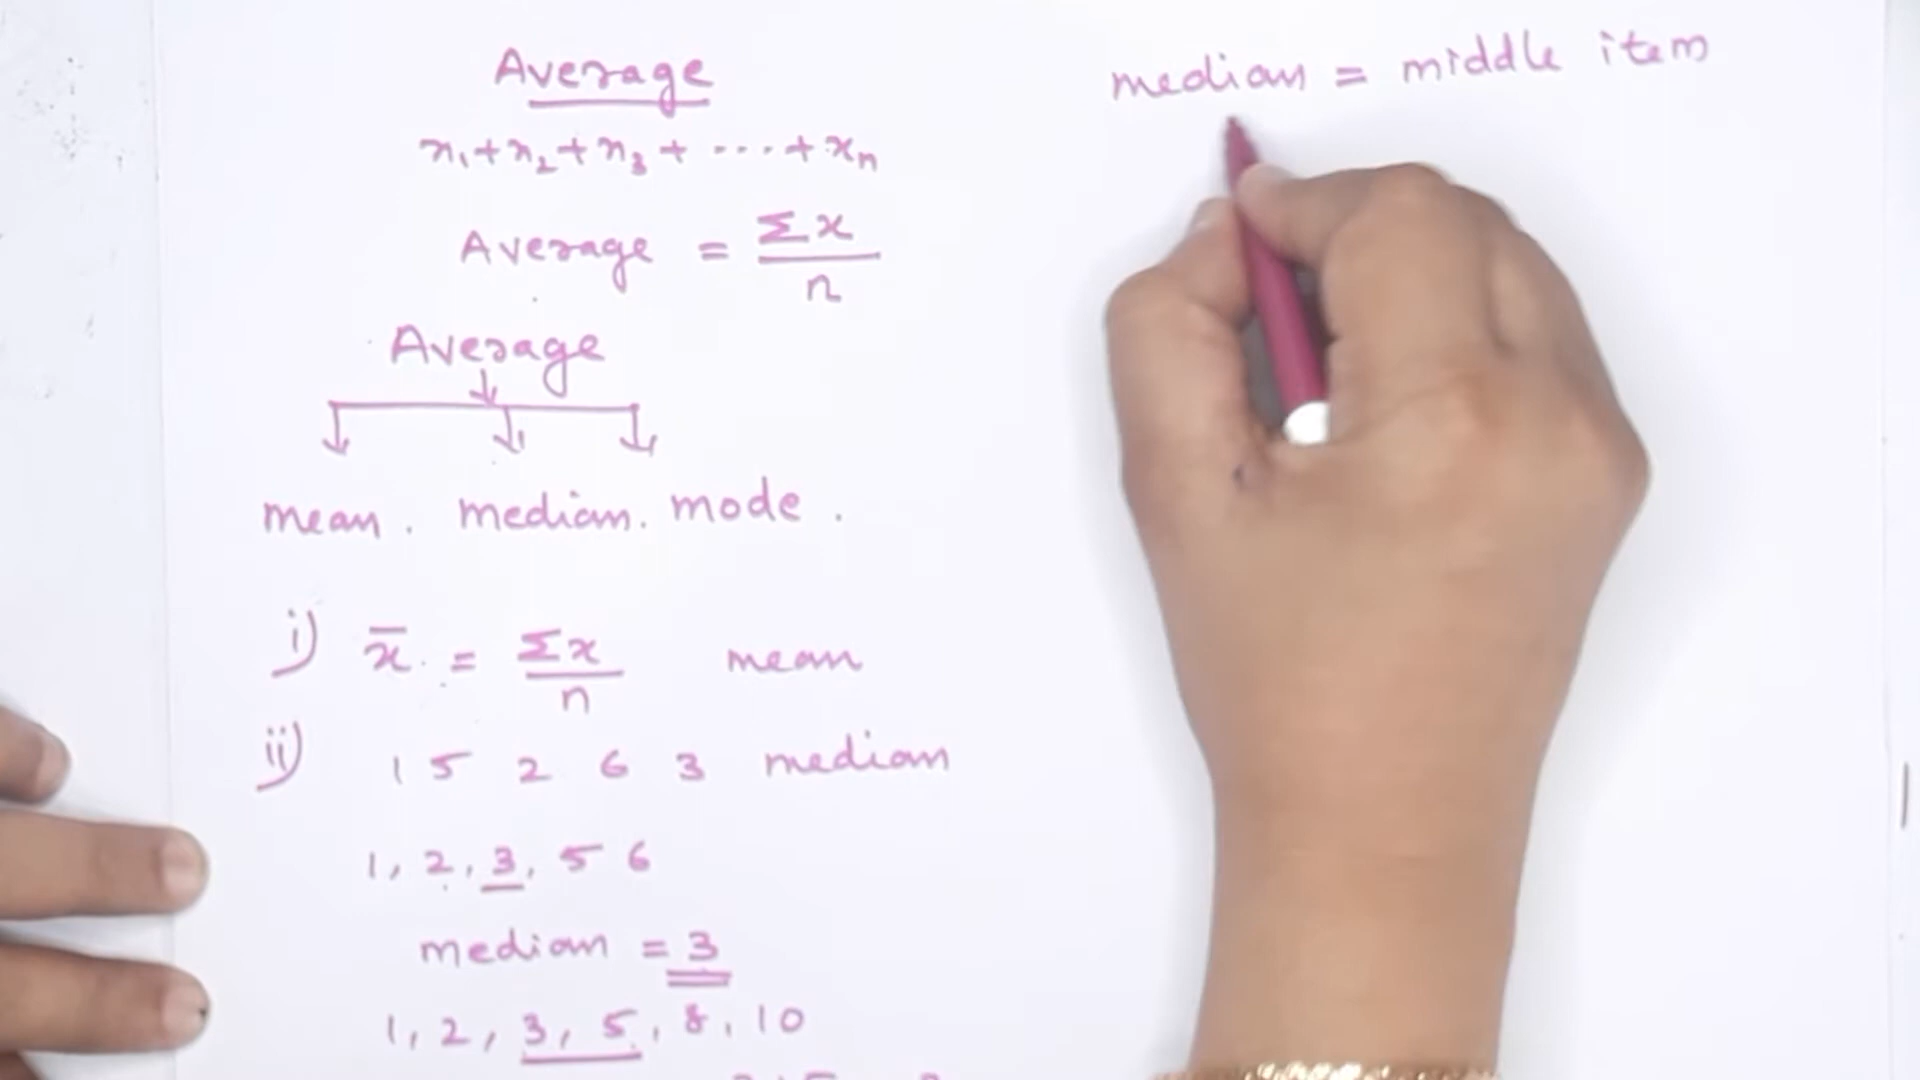 Average
x₁+x₂+x₃+ ....+xₙ
Average = Σx/n
Average
mean. median. mode.
i) x̄ = Σx/n mean
ii) 1 5 2 6 3 median
1, 2, 3, 5 6
median = 3
1, 2, 3, 5, 8, 10
median = middle item